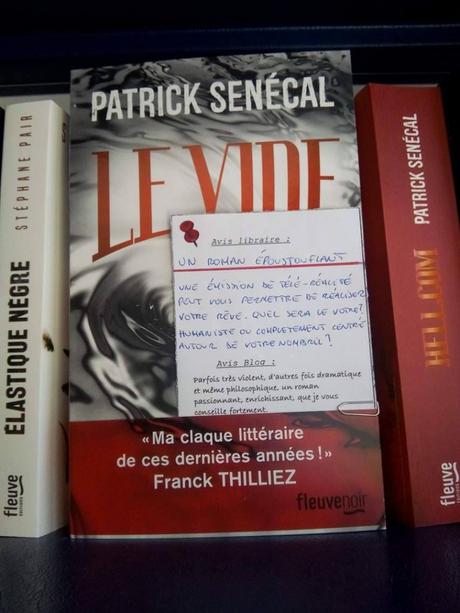 STÉPHANE PAIR
ÉLASTIQUE NÈGRE
fleuve
EDITIONS
PATRICK SENÉCAL
LE VIDE
Avis libraire :
UN ROMAN ÉPOUSTOUFLANT
UNE ÉMISSION DE TÉLÉ-RÉALITÉ
PEUT VOUS PERMETTRE DE RÉALISER
VOTRE RÊVE. QUEL SERA LE VOTRE?
HUMANISTE OU COMPLETEMENT CENTRÉ
AUTOUR DE VOTRE NOMBRIL!
Avis Blog :
Parfois très violent, d'autres fois dramatique
et même philosophique, un roman
passionnant, enrichissant, que je vous
conseille fortement.
« Ma claque littéraire
de ces dernières années ! »
Franck THILLIEZ
fleuvenoir
PATRICK SENÉCAL
HELL.COM
fleuve